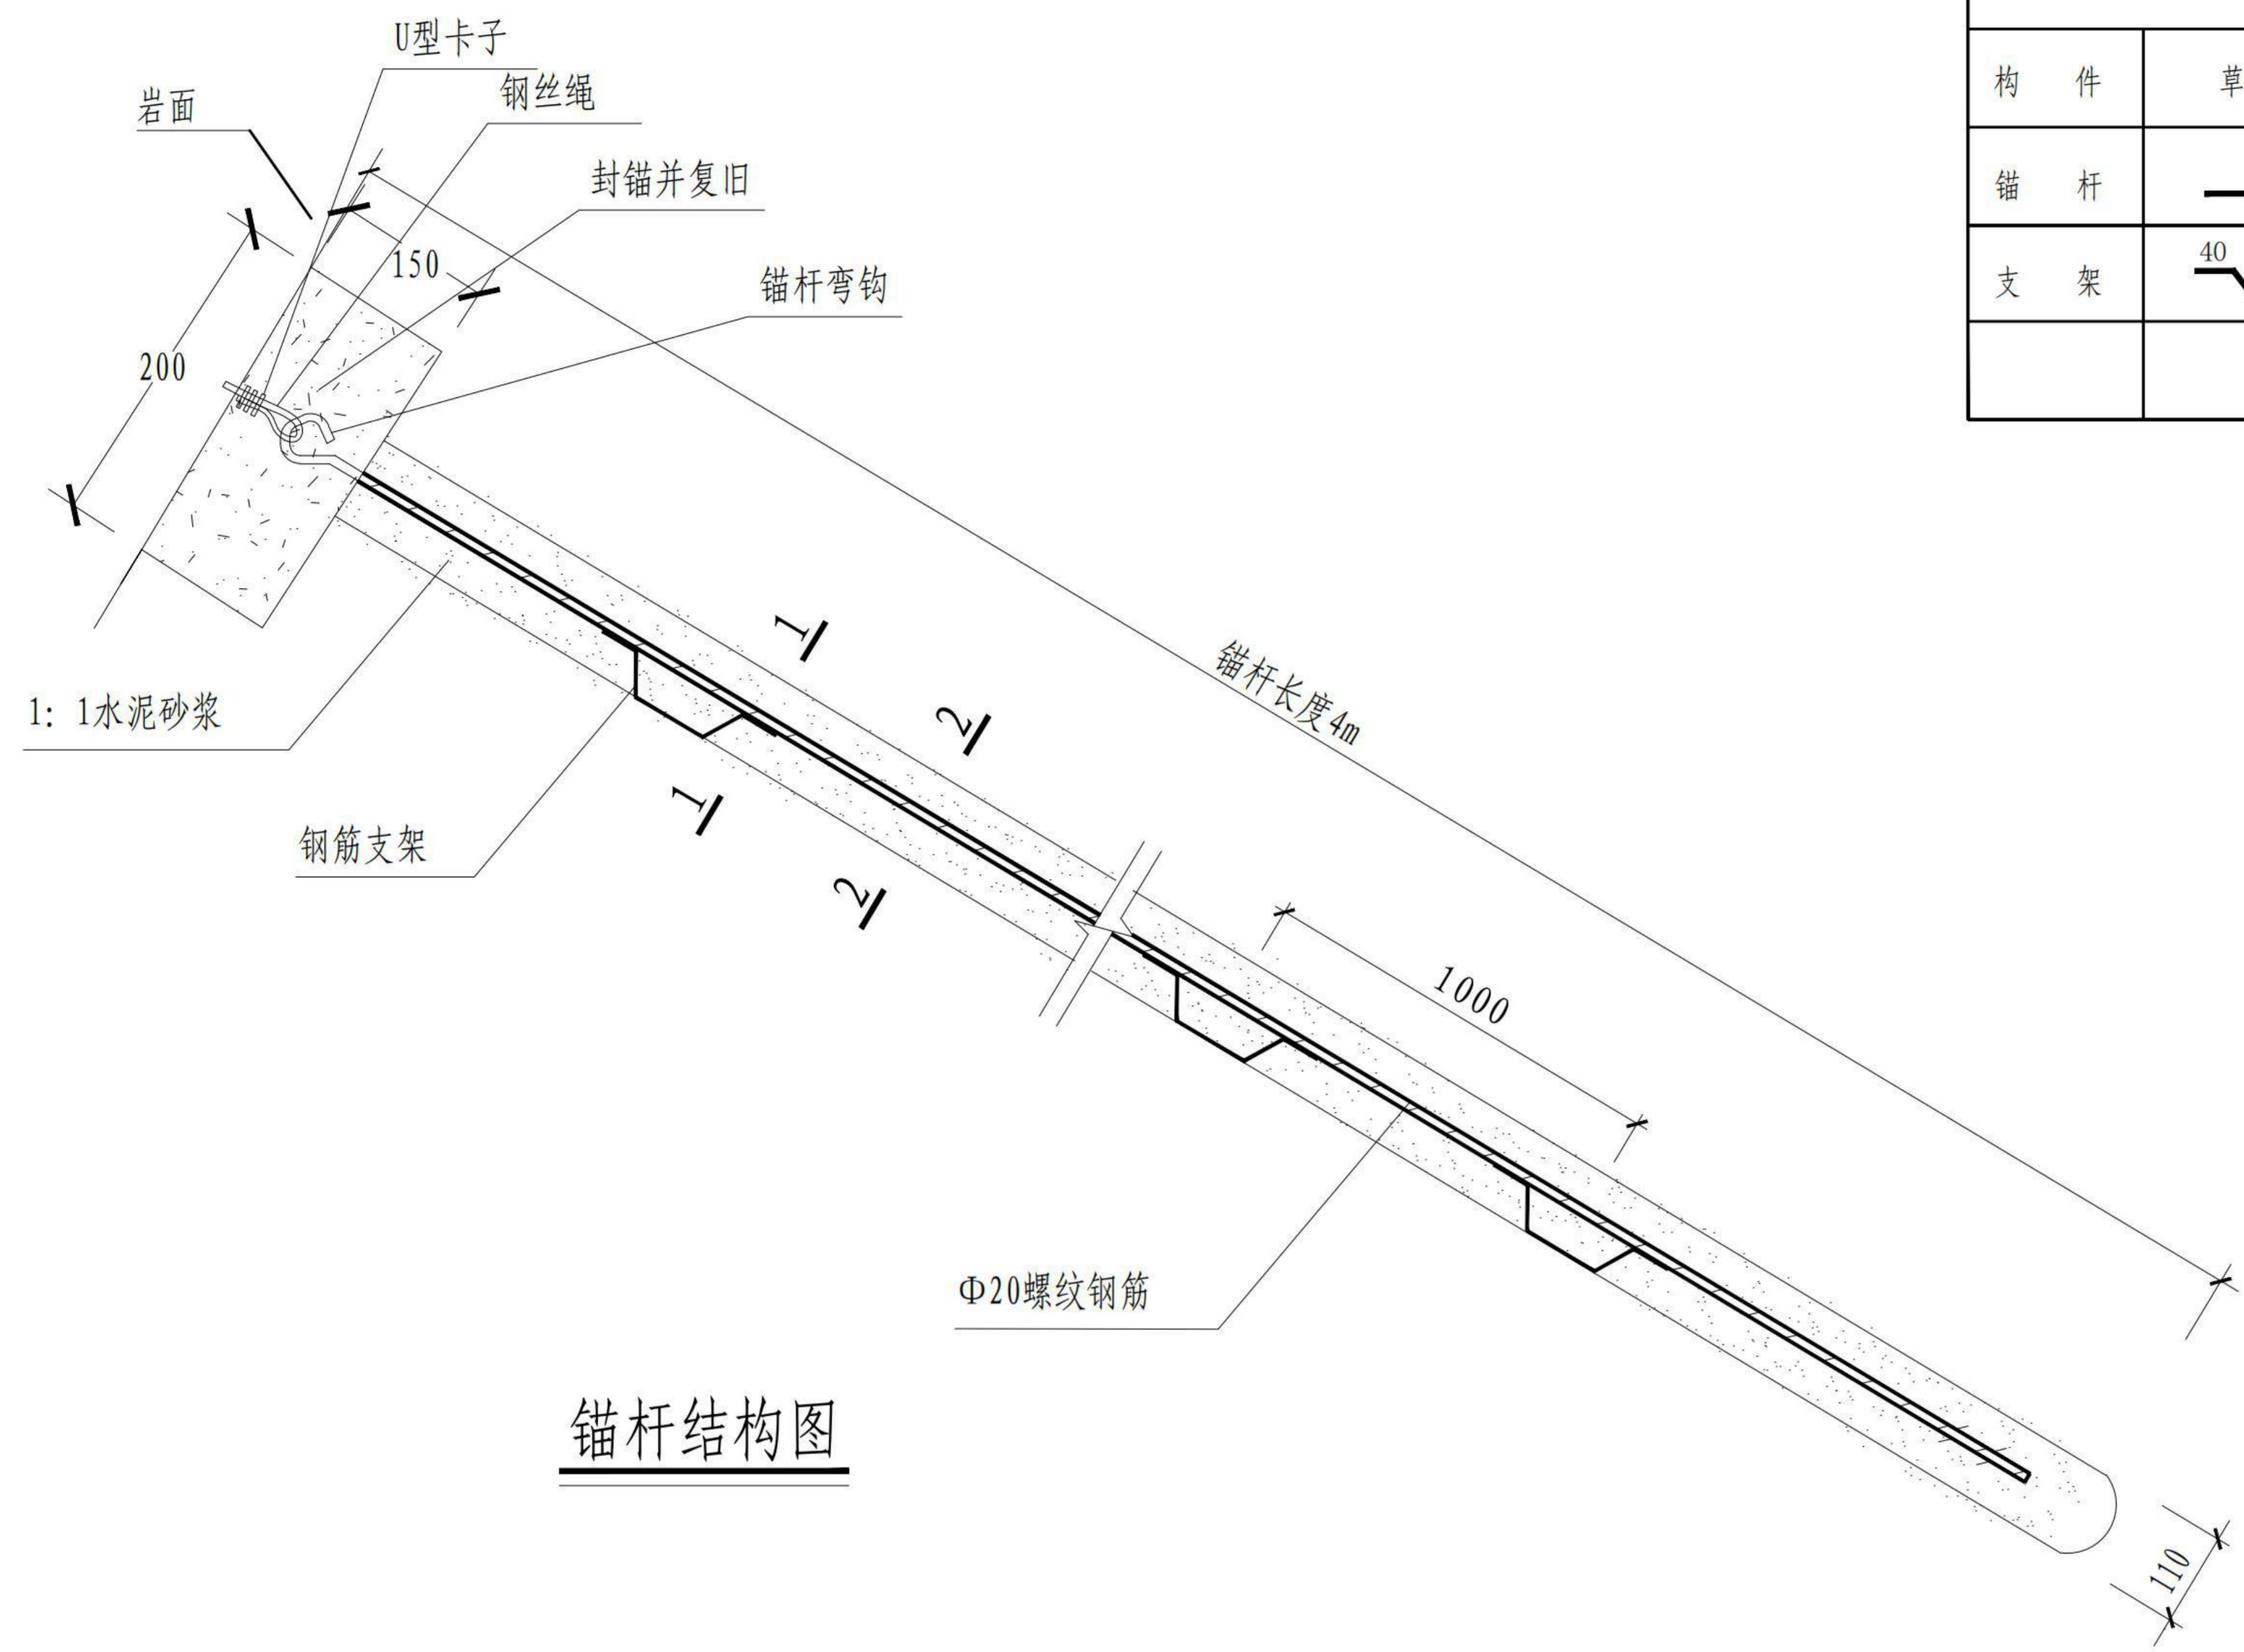 U型卡子
钢丝绳
岩面
封锚并复旧
150
锚杆弯钩
200
构 件
草
锚 杆
支 架
40
1
2
锚杆长度4m
1：1水泥砂浆
1
钢筋支架
2
1000
Φ20螺纹钢筋
锚杆结构图
110